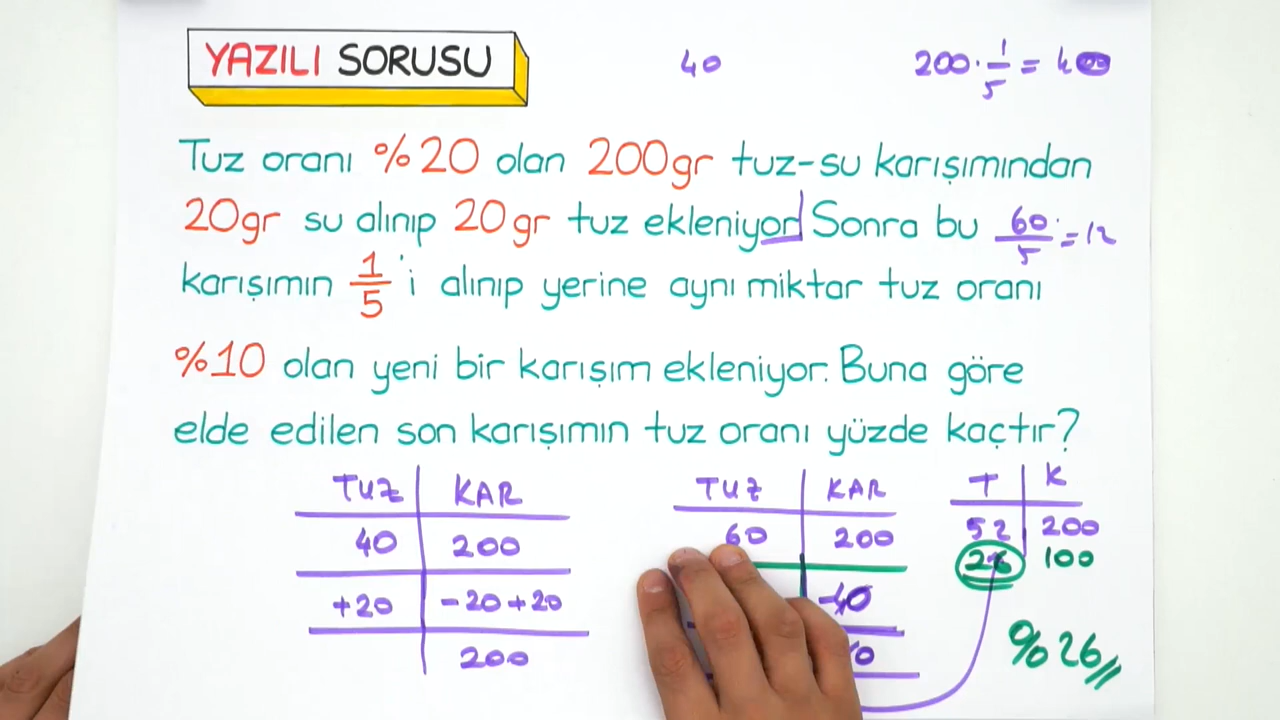 YAZILI SORUSU
40
200 · 1/5 = 40
Tuz oranı %20 olan 200gr tuz-su karışımından
20gr su alınıp 20gr tuz ekleniyor Sonra bu
60/5 = 12
karışımın 1/5 'i alınıp yerine aynı miktar tuz oranı
%10 olan yeni bir karışım ekleniyor. Buna göre
elde edilen son karışımın tuz oranı yüzde kaçtır?
TUZ KAR
40 200
+20 -20+20
200
TUZ KAR
60 200
-40
T K
52 200
26 100
%26